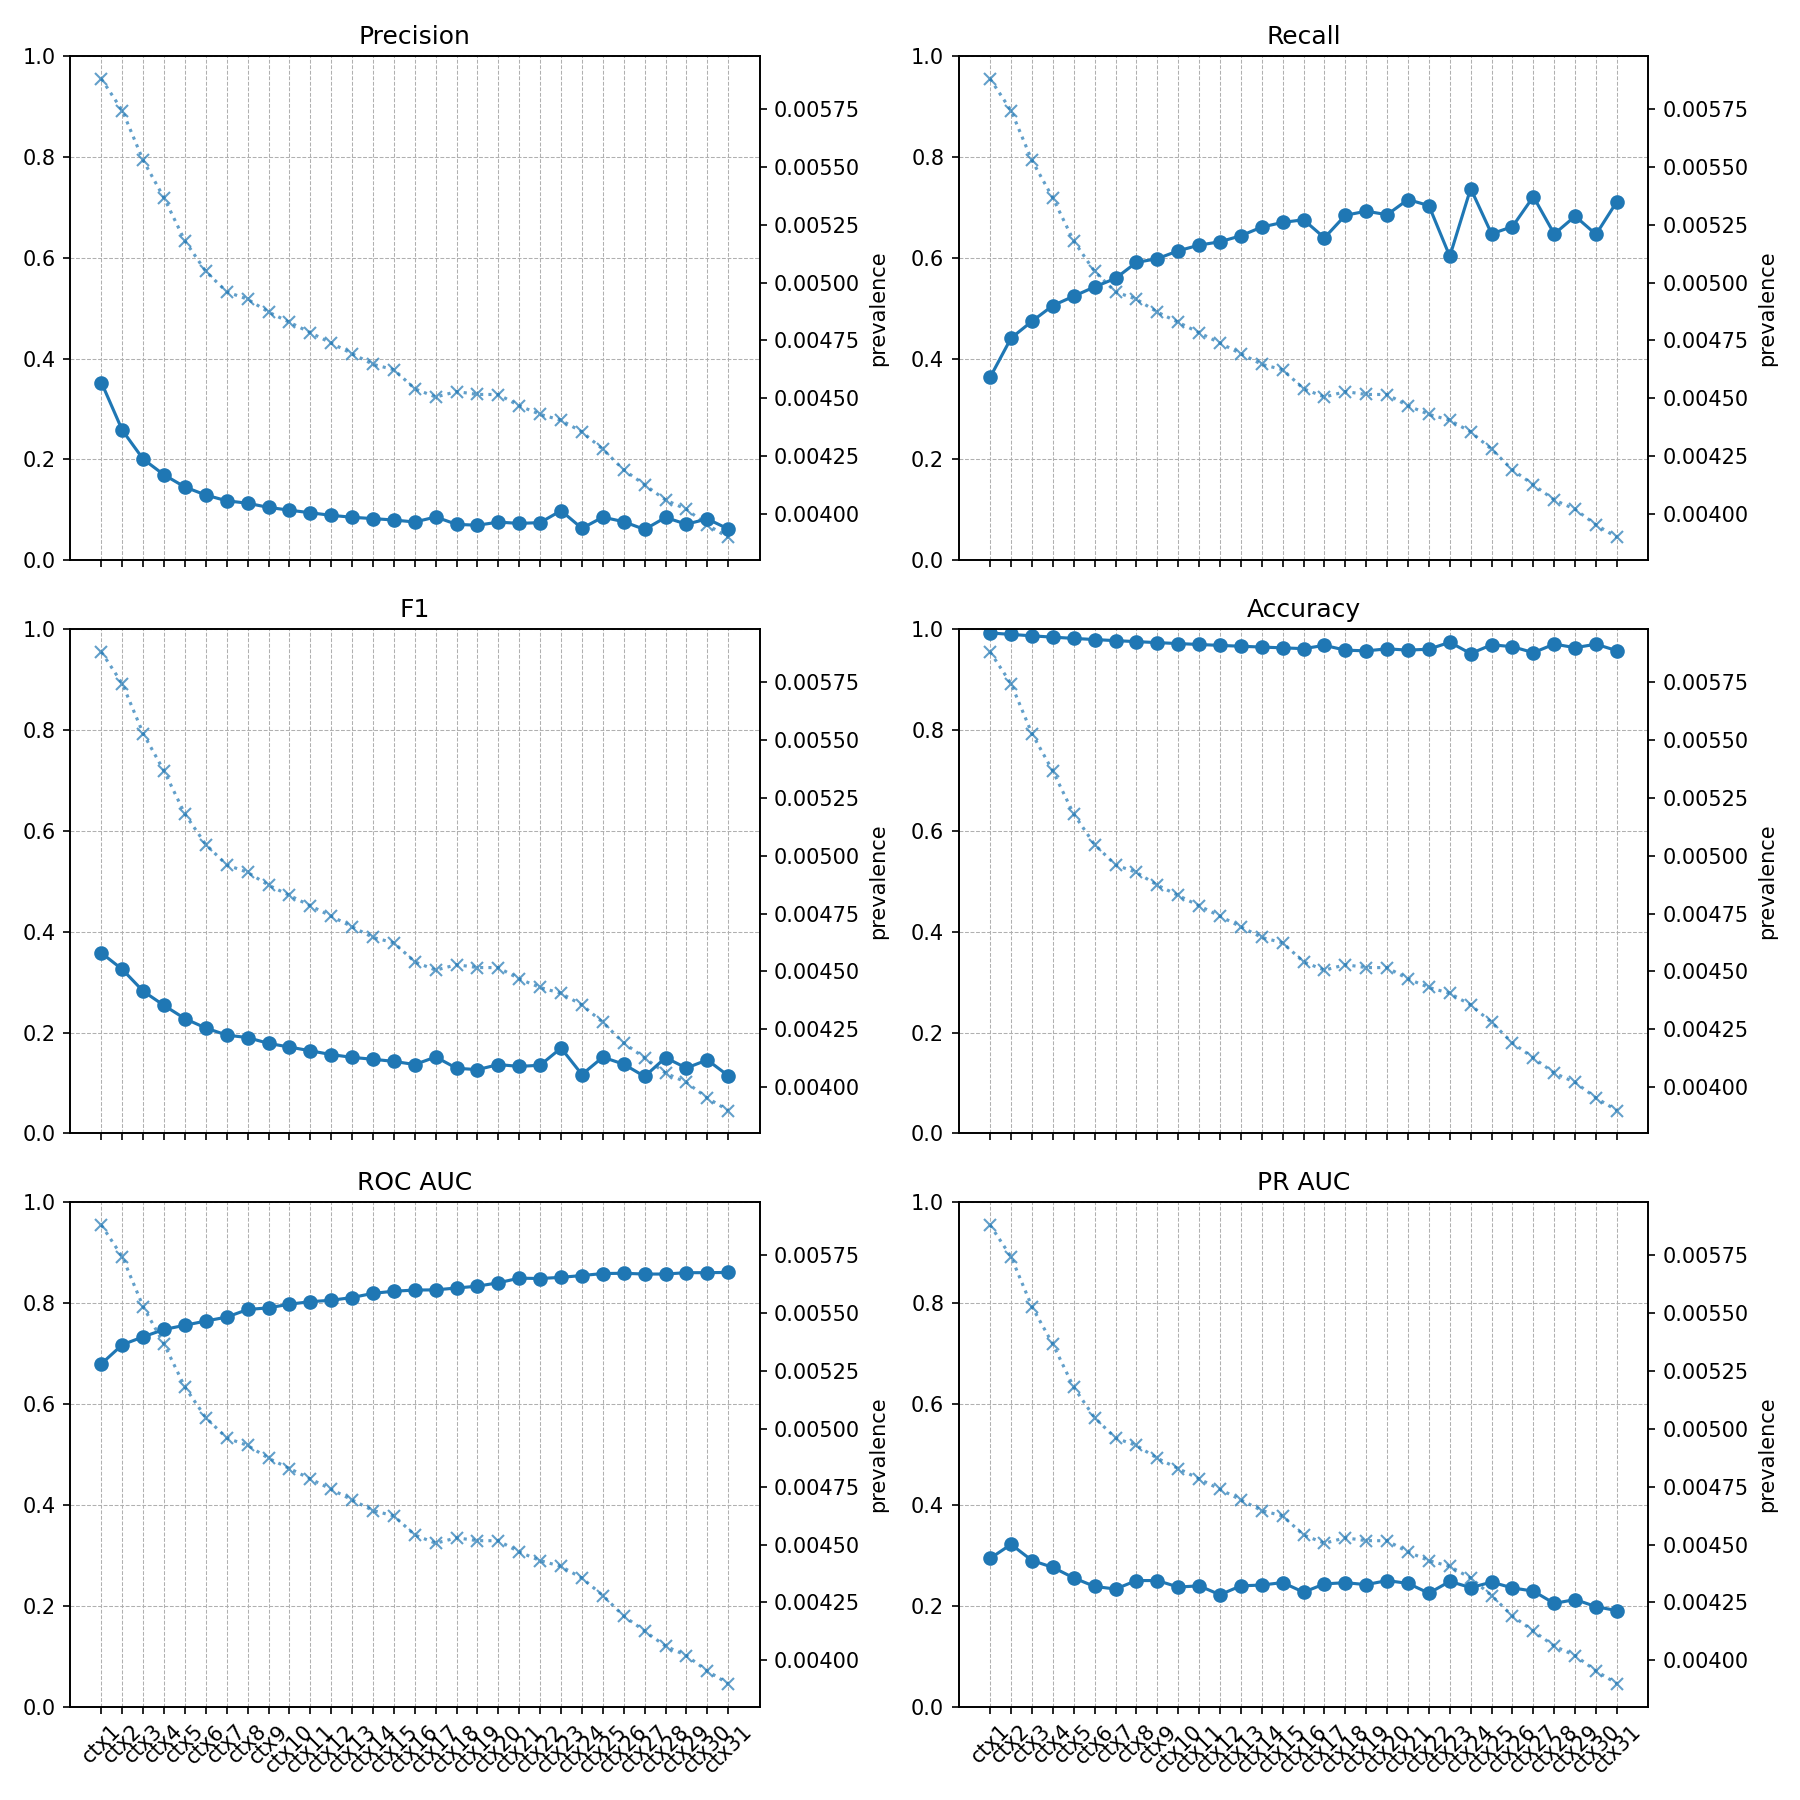 Precision
1.0
0.8
0.6
0.4
0.2
0.0
0.00575
0.00550
0.00525
0.00500
0.00475
0.00450
0.00425
0.00400
prevalence
Recall
1.0
0.8
0.6
0.4
0.2
0.0
0.00575
0.00550
0.00525
0.00500
0.00475
0.00450
0.00425
0.00400
prevalence
F1
1.0
0.8
0.6
0.4
0.2
0.0
0.00575
0.00550
0.00525
0.00500
0.00475
0.00450
0.00425
0.00400
prevalence
Accuracy
1.0
0.8
0.6
0.4
0.2
0.0
0.00575
0.00550
0.00525
0.00500
0.00475
0.00450
0.00425
0.00400
prevalence
ROC AUC
1.0
0.8
0.6
0.4
0.2
0.0
0.00575
0.00550
0.00525
0.00500
0.00475
0.00450
0.00425
0.00400
prevalence
ctx1
ctx2
ctx3
ctx4
ctx5
ctx6
ctx7
ctx8
ctx9
ctx10
ctx11
ctx12
ctx13
ctx14
ctx15
ctx16
ctx17
ctx18
ctx19
ctx20
ctx21
ctx22
ctx23
ctx24
ctx25
ctx26
ctx27
ctx28
ctx29
ctx30
ctx31
PR AUC
1.0
0.8
0.6
0.4
0.2
0.0
0.00575
0.00550
0.00525
0.00500
0.00475
0.00450
0.00425
0.00400
prevalence
ctx1
ctx2
ctx3
ctx4
ctx5
ctx6
ctx7
ctx8
ctx9
ctx10
ctx11
ctx12
ctx13
ctx14
ctx15
ctx16
ctx17
ctx18
ctx19
ctx20
ctx21
ctx22
ctx23
ctx24
ctx25
ctx26
ctx27
ctx28
ctx29
ctx30
ctx31